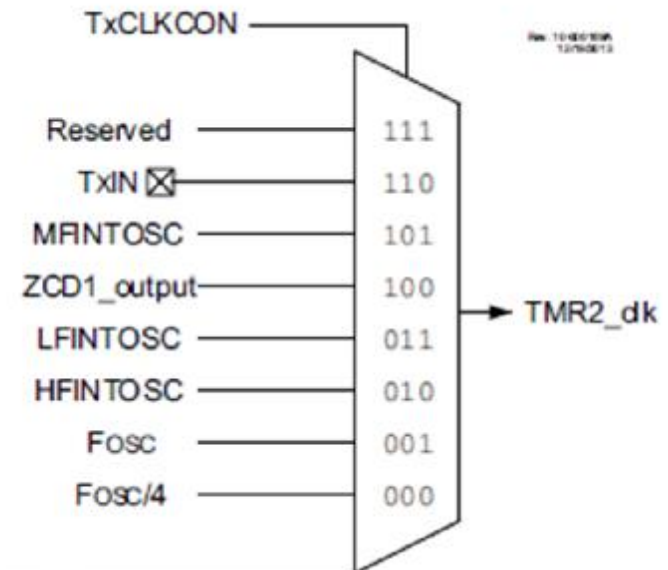 TxCLKCON
Reserved 111
TxIN 110
MFINTOSC 101
ZCD1_output 100
LFINTOSC 011
HFINTOSC 010
FOSC 001
FOSC/4 000
TMR2_clk
Rev.